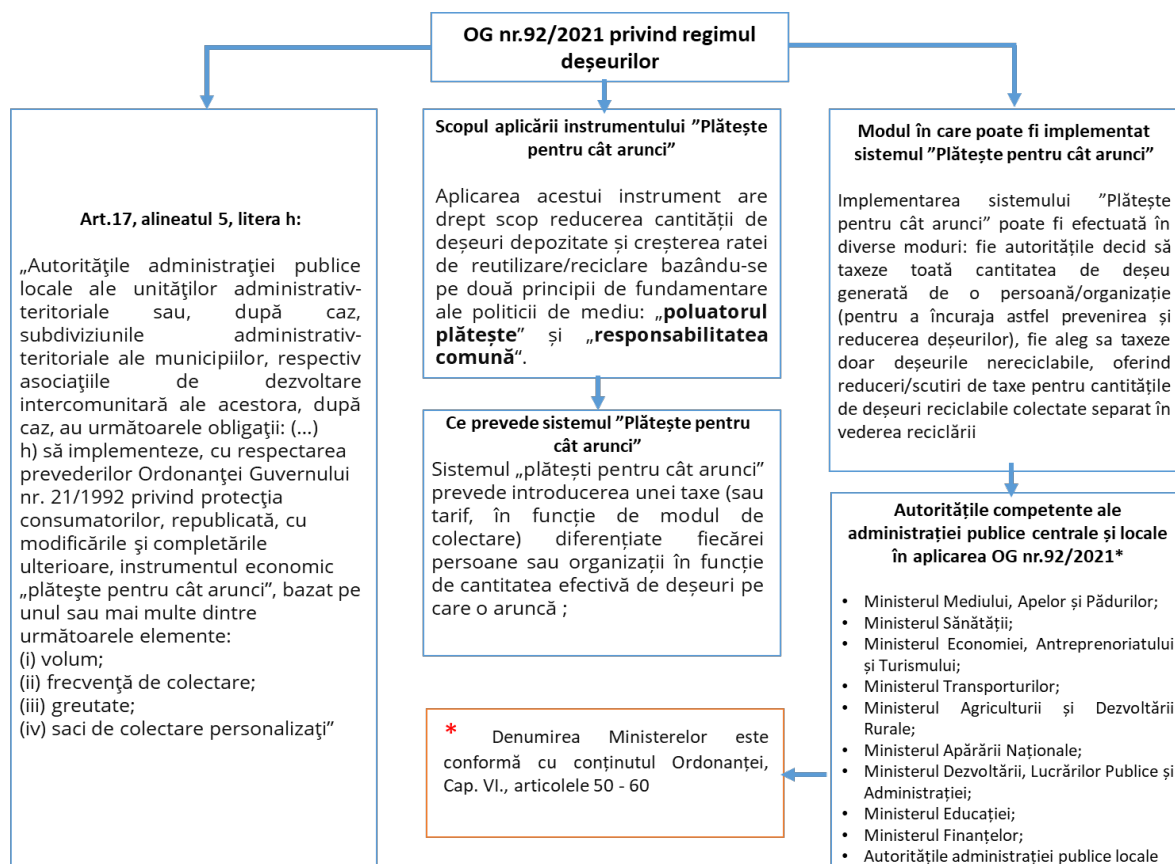 OG nr.92/2021 privind regimul
deșeurilor
Art.17, alineatul 5, litera h:
„Autorităţile administraţiei publice
locale ale unităţilor administrativ-
teritoriale sau, după caz,
subdiviziunile administrativ-
teritoriale ale municipiilor, respectiv
asociaţiile de dezvoltare
intercomunitară ale acestora, după
caz, au următoarele obligaţii: (...)
h) să implementeze, cu respectarea
prevederilor Ordonanţei Guvernului
nr. 21/1992 privind protecţia
consumatorilor, republicată, cu
modificările şi completările
ulterioare, instrumentul economic
„plăteşte pentru cât arunci”, bazat pe
unul sau mai multe dintre
următoarele elemente:
(i) volum;
(ii) frecvenţă de colectare;
(iii) greutate;
(iv) saci de colectare personalizaţi”
Scopul aplicării instrumentului ”Plătește
pentru cât arunci”
Aplicarea acestui instrument are
drept scop reducerea cantității de
deșeuri depozitate și creșterea ratei
de reutilizare/reciclare bazându-se
pe două principii de fundamentare
ale politicii de mediu: „poluatorul
plătește” și „responsabilitatea
comună“.
Ce prevede sistemul ”Plătește pentru
cât arunci”
Sistemul „plătești pentru cât arunci”
prevede introducerea unei taxe (sau
tarif, în funcție de modul de
colectare) diferențiate fiecărei
persoane sau organizații în funcție
de cantitatea efectivă de deșeuri pe
care o aruncă ;
* Denumirea Ministerelor este
conformă cu conținutul Ordonanței,
Cap. VI., articolele 50 - 60
Modul în care poate fi implementat
sistemul ”Plătește pentru cât arunci”
Implementarea sistemului ”Plătește
pentru cât arunci” poate fi efectuată în
diverse moduri: fie autoritățile decid să
taxeze toată cantitatea de deșeu
generată de o persoană/organizație
(pentru a încuraja astfel prevenirea și
reducerea deșeurilor), fie aleg sa taxeze
doar deșeurile nereciclabile, oferind
reduceri/scutiri de taxe pentru cantitățile
de deșeuri reciclabile colectate separat în
vederea reciclării
Autoritățile competente ale
administrației publice centrale și locale
în aplicarea OG nr.92/2021*
• Ministerul Mediului, Apelor și Pădurilor;
• Ministerul Sănătății;
• Ministerul Economiei, Antreprenoriatului
și Turismului;
• Ministerul Transporturilor;
• Ministerul Agriculturii și Dezvoltării
Rurale;
• Ministerul Apărării Naționale;
• Ministerul Dezvoltării, Lucrărilor Publice și
Administrației;
• Ministerul Educației;
• Ministerul Finanțelor;
• Autoritățile administrației publice locale